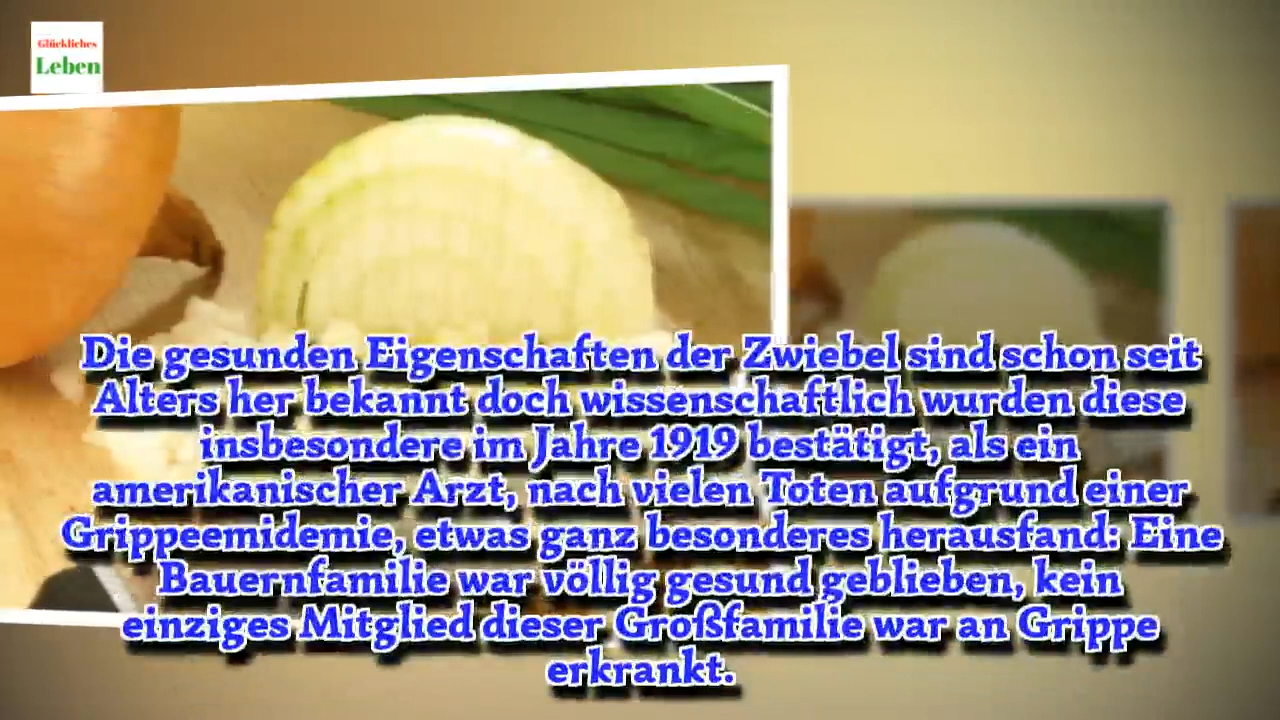 Glückliches
Leben
Die gesunden Eigenschaften der Zwiebel sind schon seit
Alters her bekannt doch wissenschaftlich wurden diese
insbesondere im Jahre 1919 bestätigt, als ein
amerikanischer Arzt, nach vielen Toten aufgrund einer
Grippeemidemie, etwas ganz besonderes herausfand: Eine
Bauernfamilie war völlig gesund geblieben, kein
einziges Mitglied dieser Großfamilie war an Grippe
erkrankt.